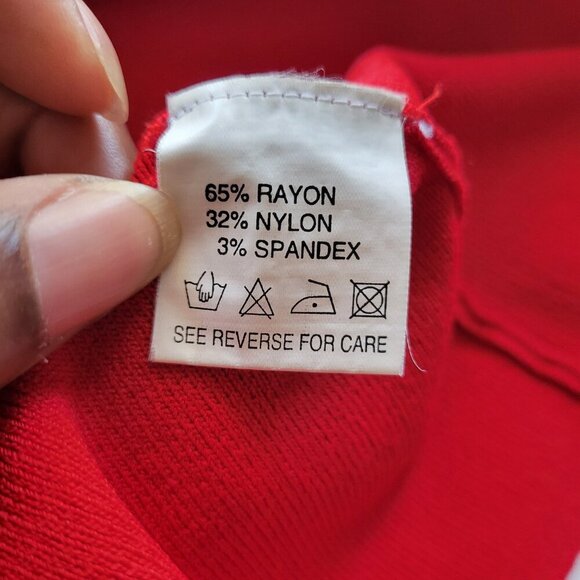 65% RAYON
32% NYLON
3% SPANDEX
SEE REVERSE FOR CARE